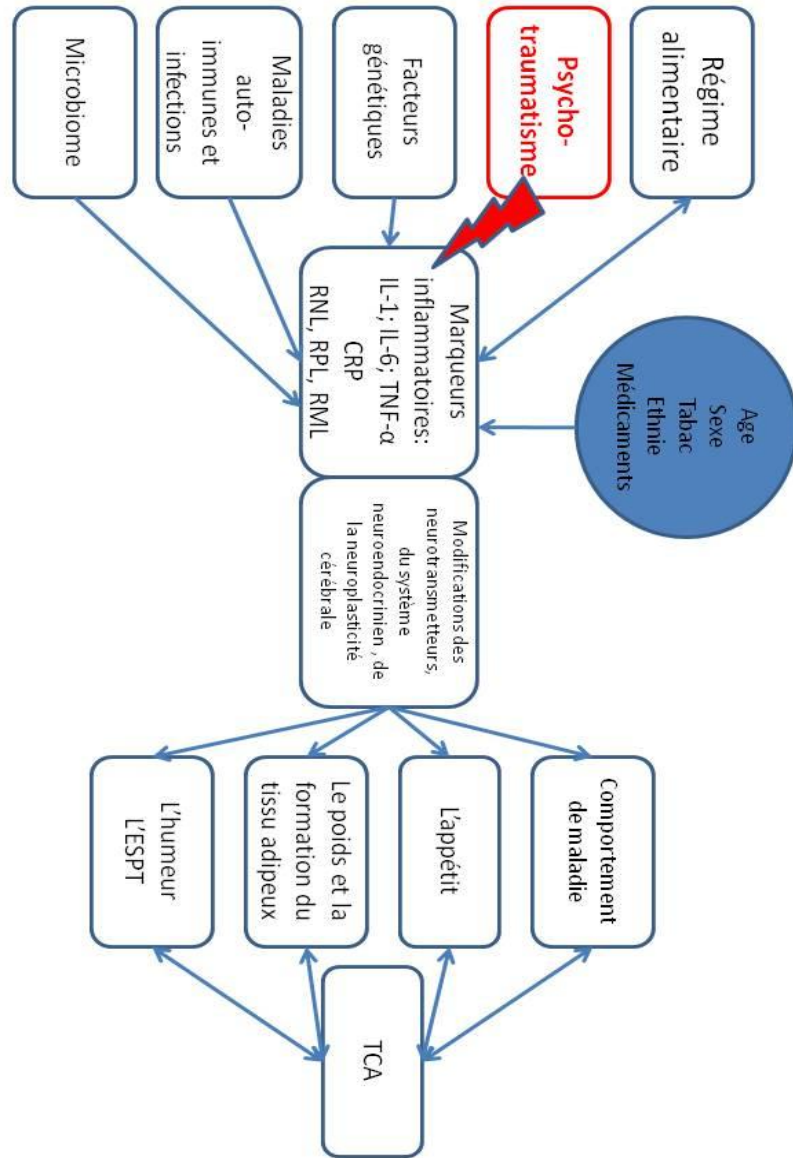 Régime
alimentaire
Psycho-
traumatisme
Facteurs
génétiques
Maladies
auto-
immunes et
infections
Microbiome
Age
Sexe
Tabac
Ethnie
Médicaments
Marqueurs
inflammatoires:
IL-1; IL-6; TNF-α
CRP
RNL, RPL, RML
Modifications des
neurotransmetteurs,
du système
neuroendocrinien , de
la neuroplasticité
cérébrale
Comportement
de maladie
L'appétit
Le poids et la
formation du
tissu adipeux
L'humeur
L'ESPT
TCA